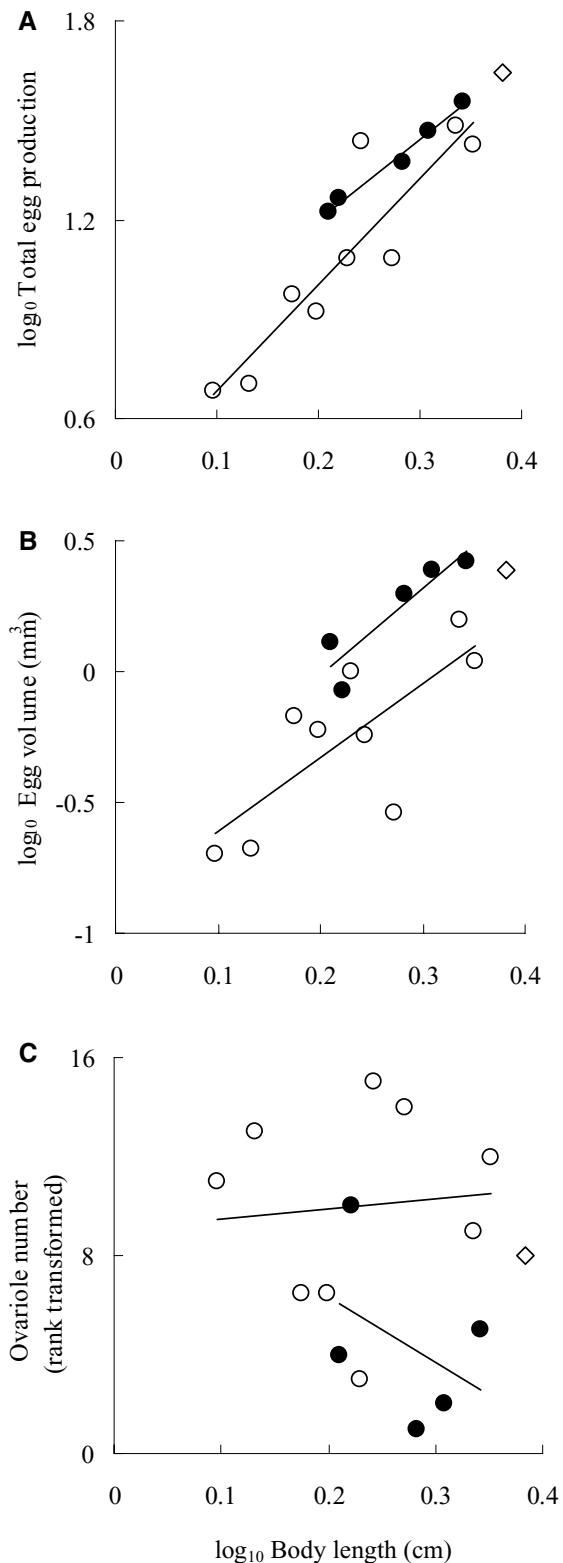 A
1.8
1.2
0.6
log₁₀ Total egg production
0 0.1 0.2 0.3 0.4
B
0.5
0
-0.5
-1
log₁₀ Egg volume (mm³)
0 0.1 0.2 0.3 0.4
C
16
8
0
Ovariole number
(rank transformed)
0 0.1 0.2 0.3 0.4
log₁₀ Body length (cm)